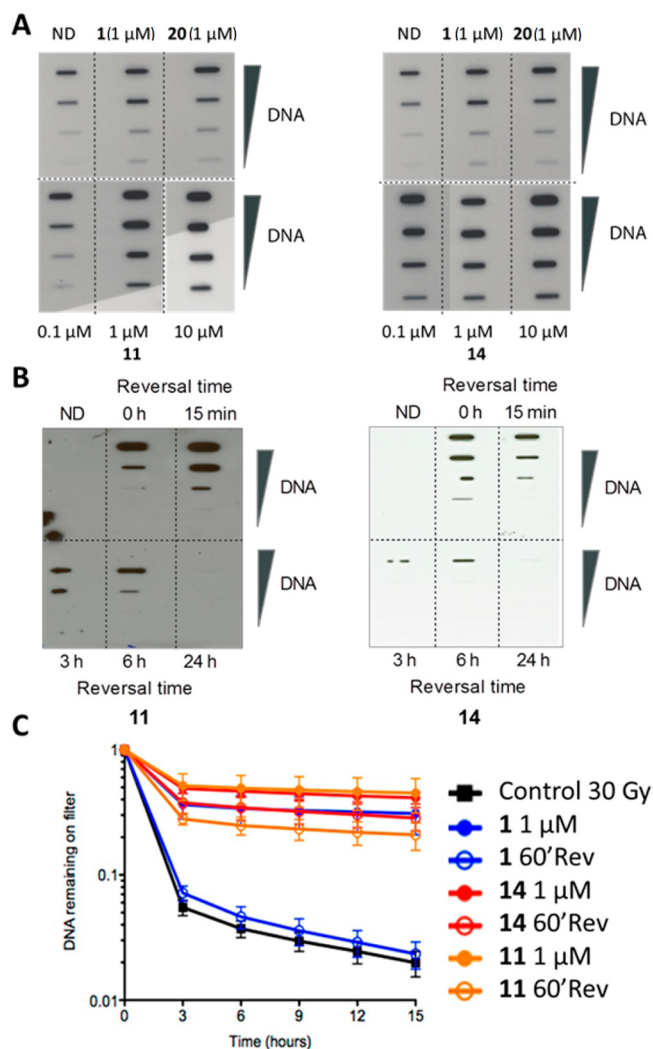 A
ND 1 (1 μM) 20 (1 μM)
ND 1 (1 μM) 20 (1 μM)
DNA
DNA
DNA
DNA
0.1 μM 1 μM 10 μM
0.1 μM 1 μM 10 μM
11
14
B
Reversal time
ND 0 h 15 min
Reversal time
ND 0 h 15 min
DNA
DNA
DNA
DNA
3 h 6 h 24 h
3 h 6 h 24 h
Reversal time
Reversal time
11
14
C
DNA remaining on filter
1
0.1
0.01
0 3 6 9 12 15
Time (hours)
Control 30 Gy
1 1 μM
1 60'Rev
14 1 μM
14 60'Rev
11 1 μM
11 60'Rev